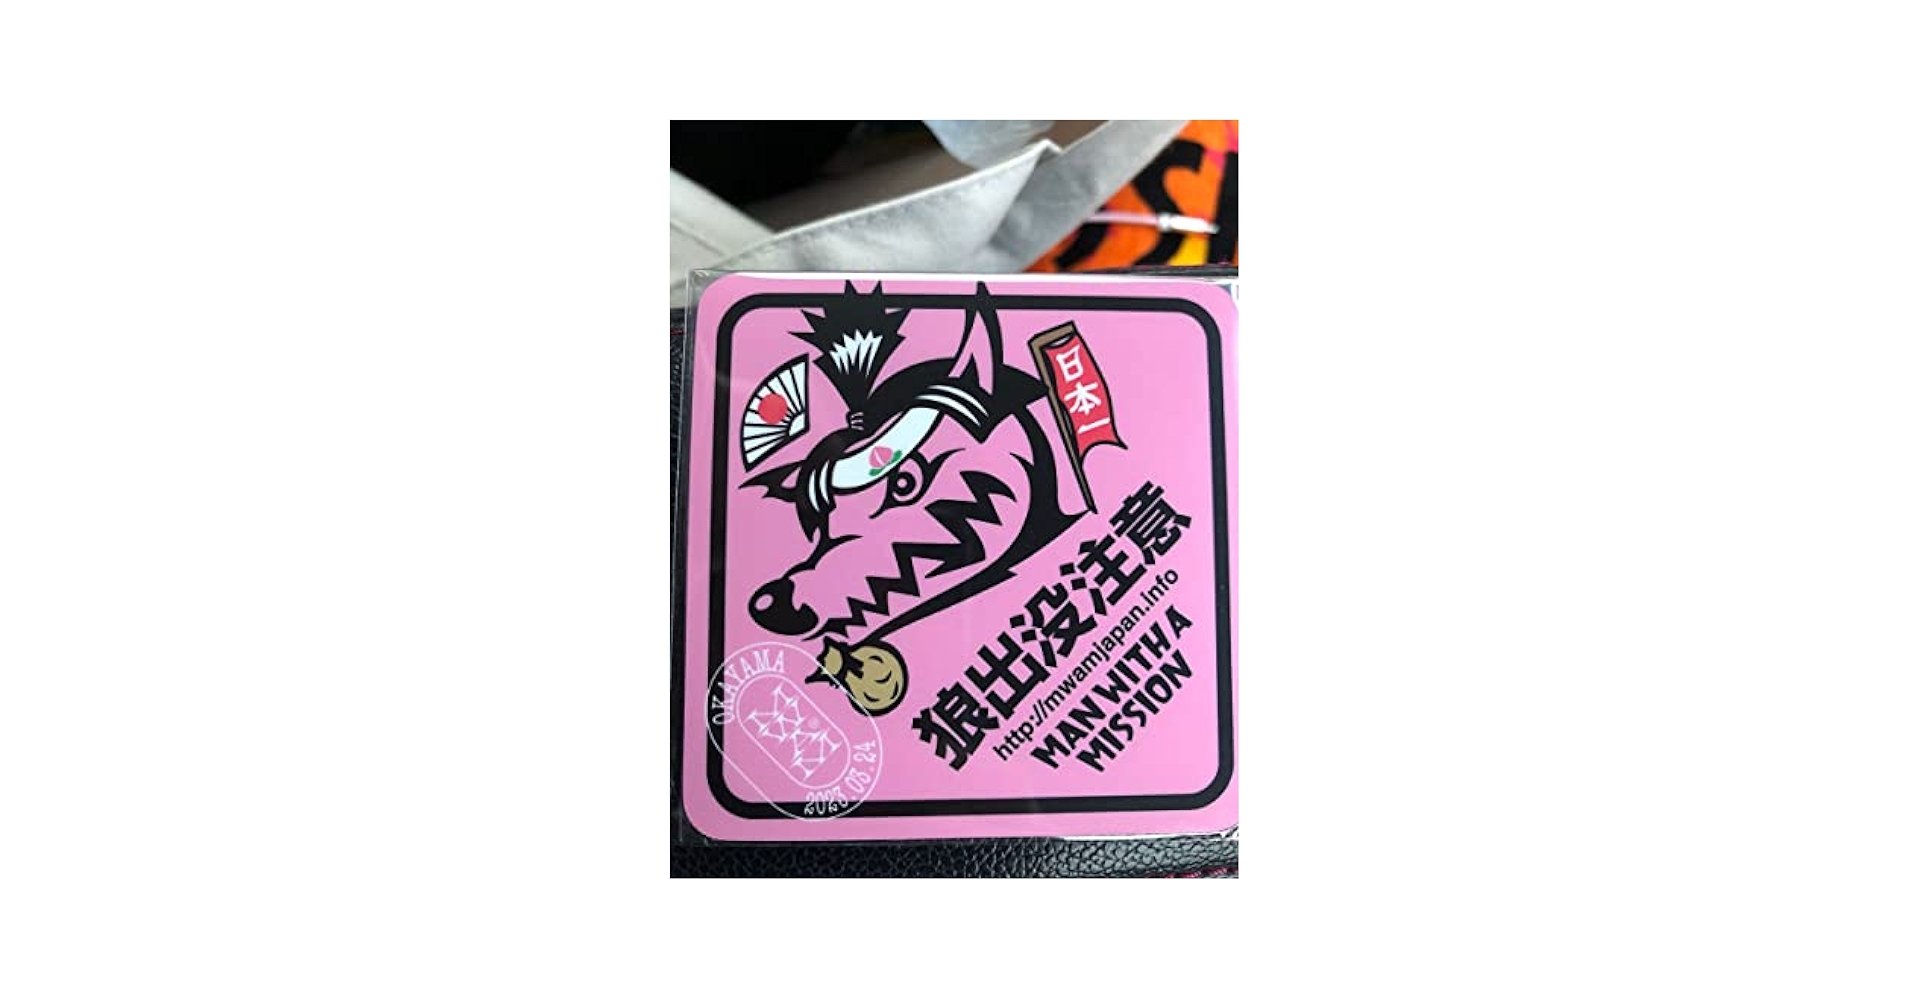 日本一
狼出没注意
http://mwamjapan.info
MAN WITH A
MISSION
OKAYAMA
2023.03.24